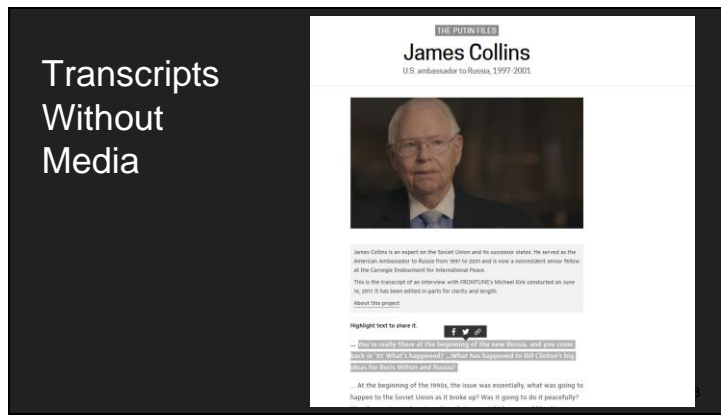 Transcripts
Without
Media
THE PUTIN FILES
James Collins
U.S. ambassador to Russia, 1997-2001
James Collins is an expert on the Soviet Union and its successor states. He served as the
American Ambassador to Russia from 1997 to 2001 and is now a nonresident senior fellow
at the Carnegie Endowment for International Peace.
This is the transcript of an interview with FRONTLINE's Michael Kirk conducted on June
14, 2017. It has been edited in parts for clarity and length.
About this project
Highlight text to share it.
... You're really there at the beginning of the new Russia, and you come
back in '97. What's happened? ...What has happened to Bill Clinton's big
ideas for Boris Yeltsin and Russia?
... At the beginning of the 1990s, the issue was essentially, what was going to
happen to the Soviet Union as it broke up? Was it going to do it peacefully?